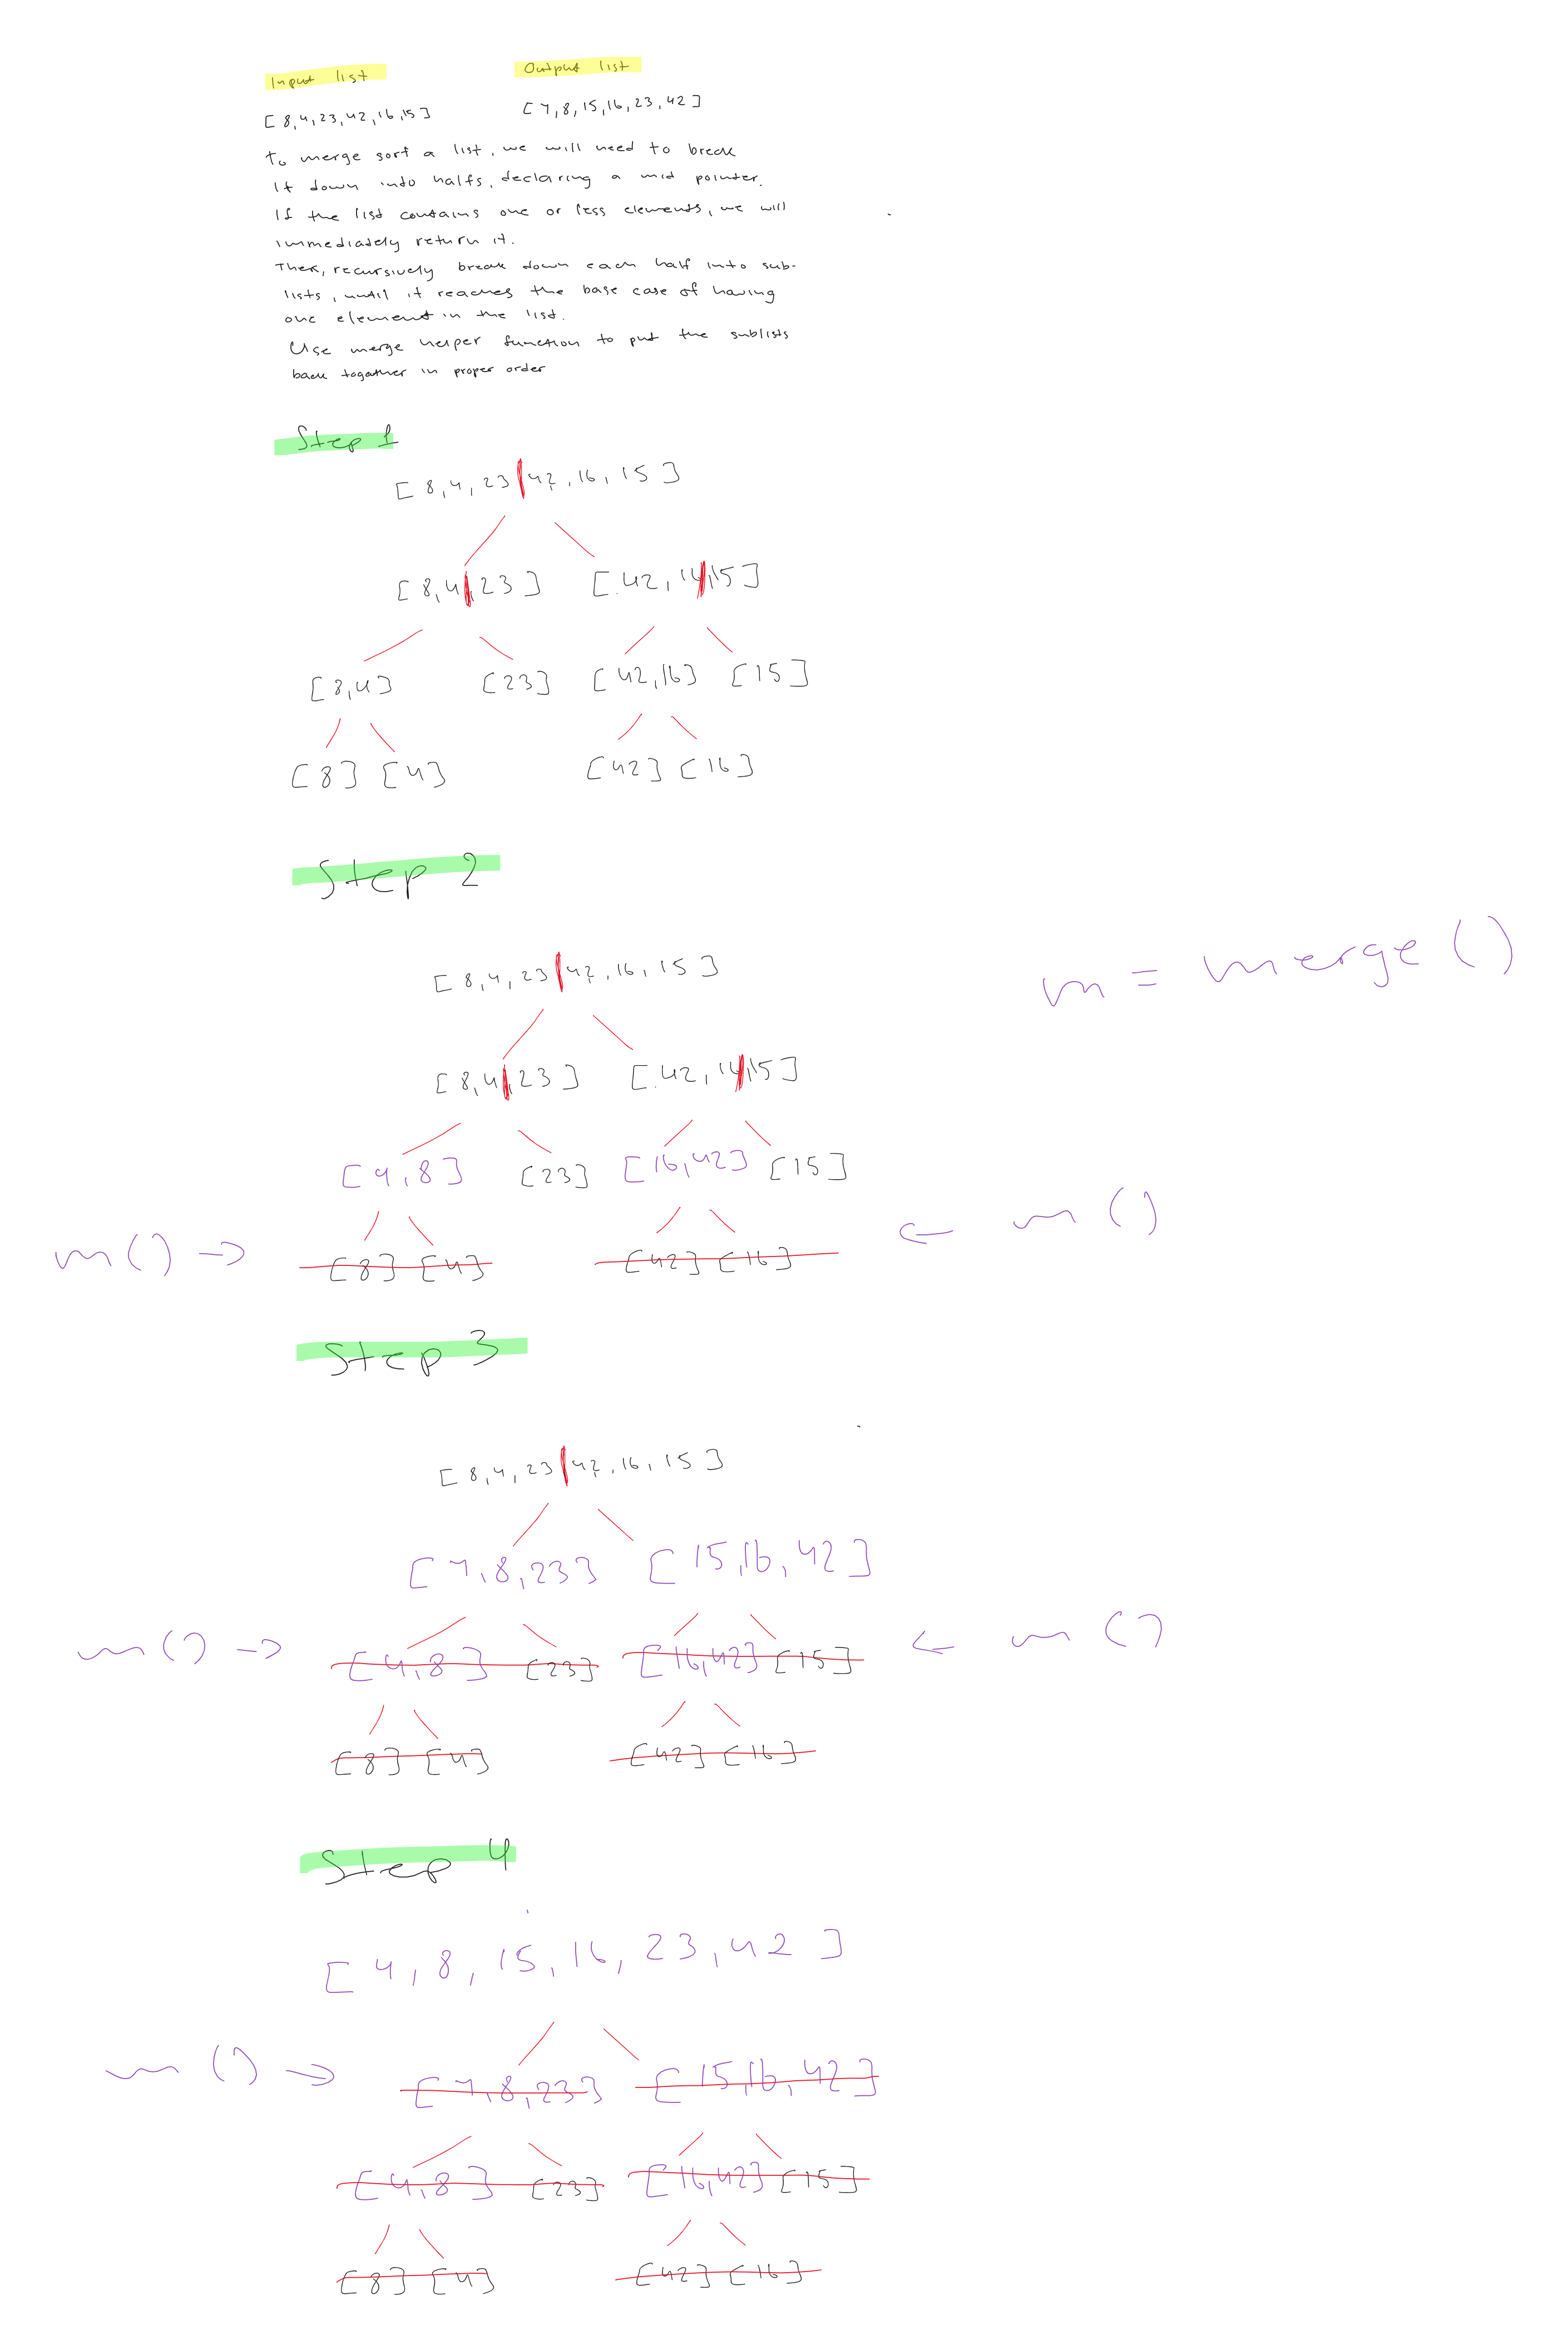 Input list
Output list
[ 8, 4, 23, 42, 16, 15 ]
[ 4, 8, 15, 16, 23, 42 ]
To merge sort a list, we will need to break
it down into halfs, declaring a mid pointer.
If the list contains one or less elements, we will
immediately return it.
Then, recursively break down each half into sub-
lists, until it reaches the base case of having
one element in the list.
Use merge helper function to put the sublists
back together in proper order
Step 1
[ 8, 4, 23 42, 16, 15 ]
[ 8, 4, 23 ] [ 42, 16, 15 ]
[ 8, 4 ] [ 23 ] [ 42, 16 ] [ 15 ]
[ 8 ] [ 4 ] [ 42 ] [ 16 ]
Step 2
m = merge ( )
[ 8, 4, 23 42, 16, 15 ]
[ 8, 4, 23 ] [ 42, 16, 15 ]
[ 4, 8 ] [ 23 ] [ 16, 42 ] [ 15 ]
m ( ) → [ 8 ] [ 4 ] [ 42 ] [ 16 ] ← m ( )
Step 3
[ 8, 4, 23 42, 16, 15 ]
[ 4, 8, 23 ] [ 15, 16, 42 ]
m ( ) → [ 4, 8 ] [ 23 ] [ 16, 42 ] [ 15 ] ← m ( )
[ 8 ] [ 4 ] [ 42 ] [ 16 ]
Step 4
[ 4, 8, 15, 16, 23, 42 ]
m ( ) → [ 4, 8, 23 ] [ 15, 16, 42 ]
[ 4, 8 ] [ 23 ] [ 16, 42 ] [ 15 ]
[ 8 ] [ 4 ] [ 42 ] [ 16 ]